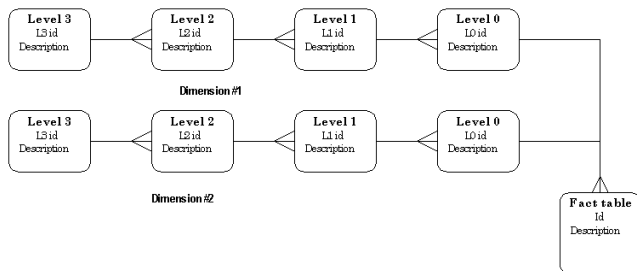 Level 3
L3 id
Description
Level 2
L2 id
Description
Level 1
L1 id
Description
Level 0
L0 id
Description
Dimension #1
Level 3
L3 id
Description
Level 2
L2 id
Description
Level 1
L1 id
Description
Level 0
L0 id
Description
Dimension #2
Fact table
Id
Description